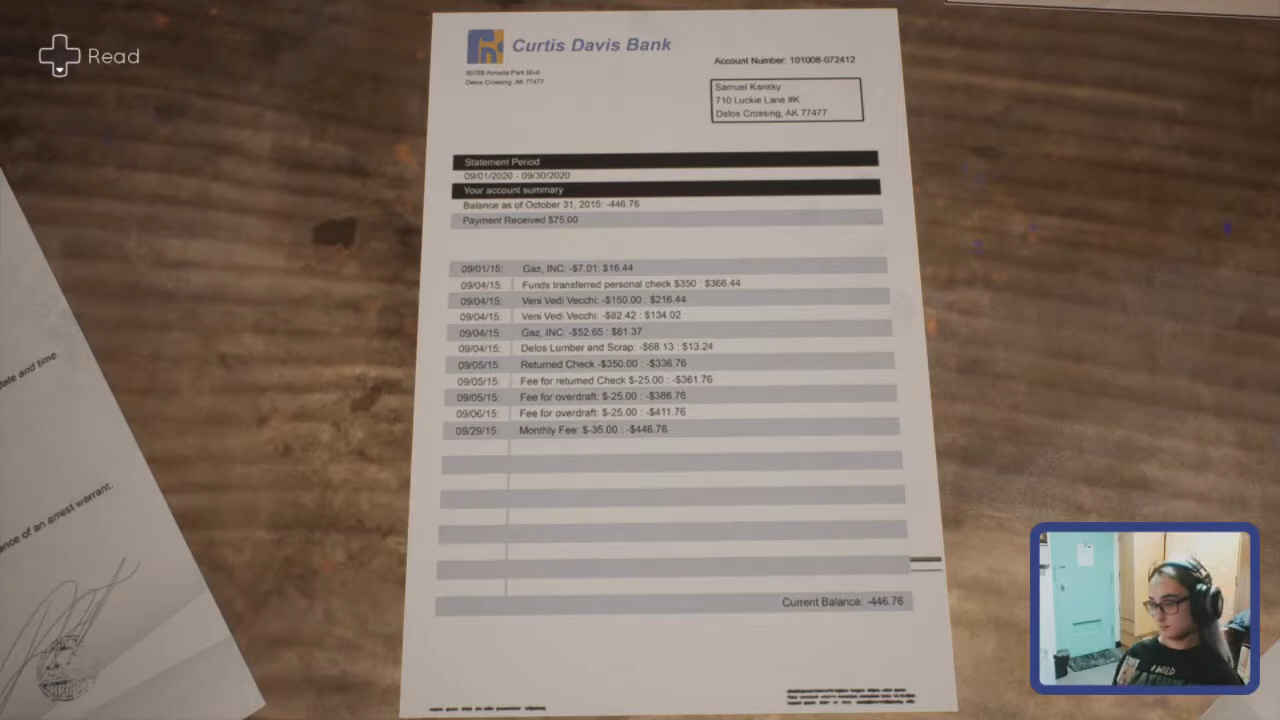 Read
Curtis Davis Bank
Delos Crossing, AK 77477
Account Number: 101008-072412
Samuel Kansky
710 Luckie Lane #K
Delos Crossing, AK 77477
Statement Period
09/01/2020 - 09/30/2020
Your account summary
Balance as of October 31, 2015: -446.76
Payment Received $75.00
09/01/15: Gaz, INC: -$7.01: $16.44
09/04/15: Funds transferred personal check $350 : $366.44
09/04/15: Veni Vedi Vecchi: -$150.00 : $216.44
09/04/15: Veni Vedi Vecchi: -$82.42 : $134.02
09/04/15: Gaz, INC: -$52.65 : $81.37
09/04/15: Delos Lumber and Scrap: -$68.13 : $13.24
09/05/15: Returned Check -$350.00 : -$336.76
09/05/15: Fee for returned Check $-25.00 : -$361.76
09/05/15: Fee for overdraft: $-25.00 : -$386.76
09/06/15: Fee for overdraft: $-25.00 : -$411.76
09/29/15: Monthly Fee: $-35.00 : -$446.76
Current Balance: -446.76
date and time.
ance of an arrest warrant.
WILD